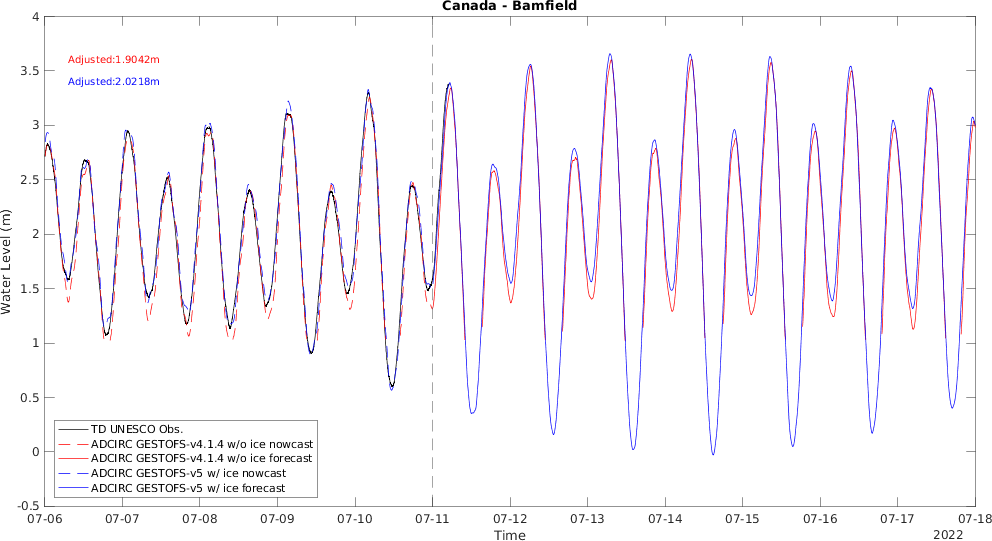 Canada - Bamfield
Adjusted:1.9042m
Adjusted:2.0218m
Water Level (m)
4
3.5
3
2.5
2
1.5
1
0.5
0
-0.5
TD UNESCO Obs.
ADCIRC GESTOFS-v4.1.4 w/o ice nowcast
ADCIRC GESTOFS-v4.1.4 w/o ice forecast
ADCIRC GESTOFS-v5 w/ ice nowcast
ADCIRC GESTOFS-v5 w/ ice forecast
07-06 07-07 07-08 07-09 07-10 07-11 07-12 07-13 07-14 07-15 07-16 07-17 07-18
Time
2022